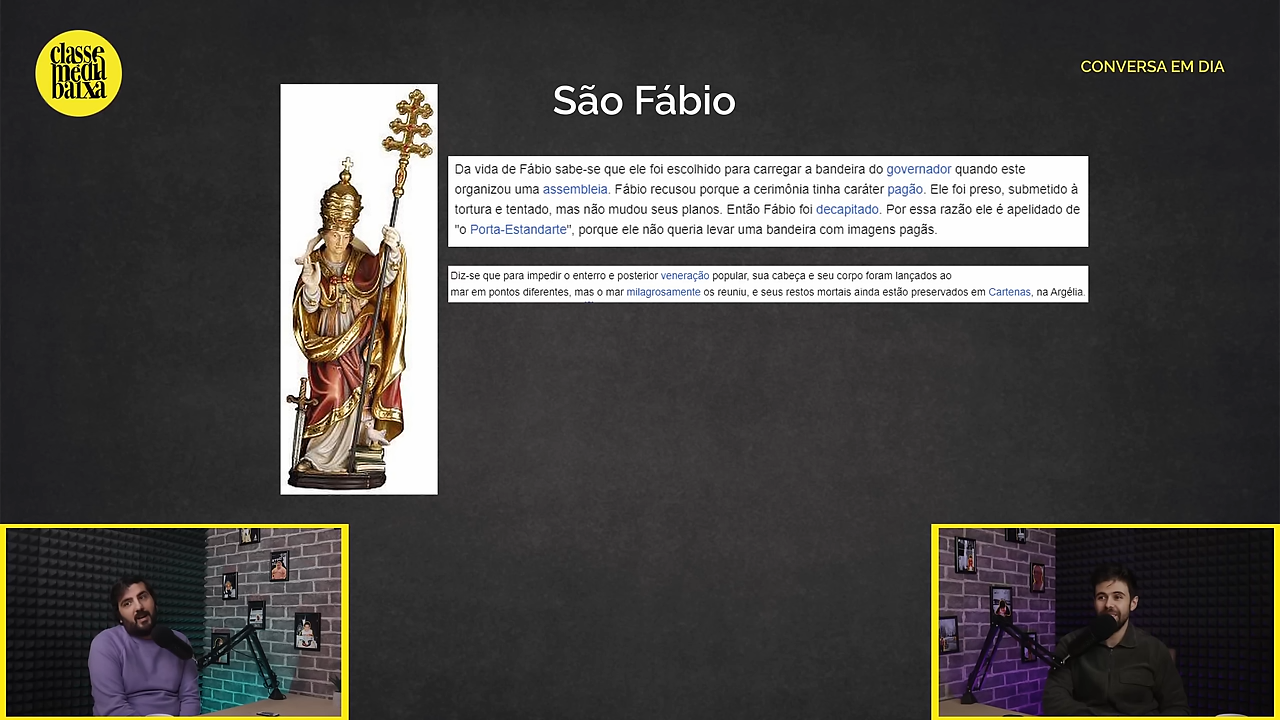 classe
média
baixa
CONVERSA EM DIA
São Fábio
Da vida de Fábio sabe-se que ele foi escolhido para carregar a bandeira do governador quando este
organizou uma assembleia. Fábio recusou porque a cerimônia tinha caráter pagão. Ele foi preso, submetido à
tortura e tentado, mas não mudou seus planos. Então Fábio foi decapitado. Por essa razão ele é apelidado de
"o Porta-Estandarte", porque ele não queria levar uma bandeira com imagens pagãs.
Diz-se que para impedir o enterro e posterior veneração popular, sua cabeça e seu corpo foram lançados ao
mar em pontos diferentes, mas o mar milagrosamente os reuniu, e seus restos mortais ainda estão preservados em Cartenas, na Argélia.